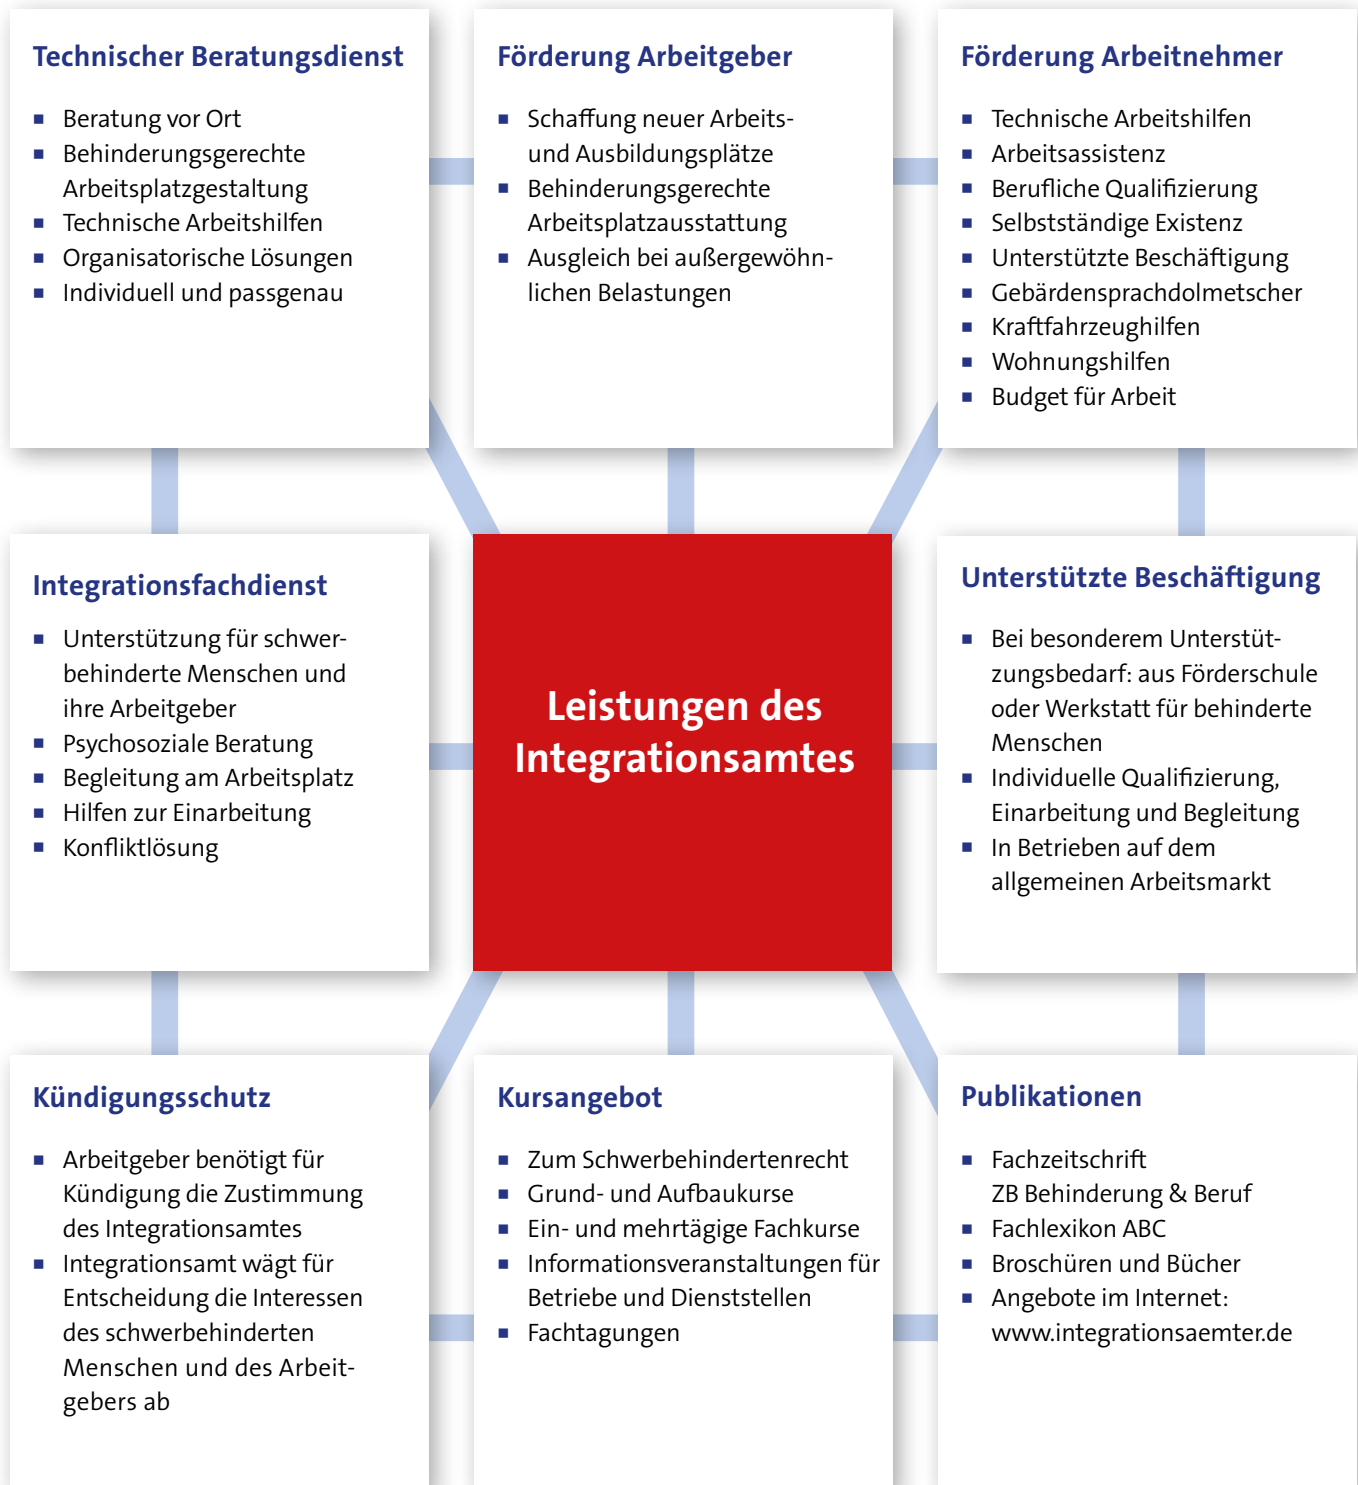 Technischer Beratungsdienst
▪ Beratung vor Ort
▪ Behinderungsgerechte
Arbeitsplatzgestaltung
▪ Technische Arbeitshilfen
▪ Organisatorische Lösungen
▪ Individuell und passgenau
Förderung Arbeitgeber
▪ Schaffung neuer Arbeits-
und Ausbildungsplätze
▪ Behinderungsgerechte
Arbeitsplatzausstattung
▪ Ausgleich bei außergewöhn-
lichen Belastungen
Förderung Arbeitnehmer
▪ Technische Arbeitshilfen
▪ Arbeitsassistenz
▪ Berufliche Qualifizierung
▪ Selbstständige Existenz
▪ Unterstützte Beschäftigung
▪ Gebärdensprachdolmetscher
▪ Kraftfahrzeughilfen
▪ Wohnungshilfen
▪ Budget für Arbeit
Integrationsfachdienst
▪ Unterstützung für schwer-
behinderte Menschen und
ihre Arbeitgeber
▪ Psychosoziale Beratung
▪ Begleitung am Arbeitsplatz
▪ Hilfen zur Einarbeitung
▪ Konfliktlösung
Leistungen des
Integrationsamtes
Unterstützte Beschäftigung
▪ Bei besonderem Unterstüt-
zungsbedarf: aus Förderschule
oder Werkstatt für behinderte
Menschen
▪ Individuelle Qualifizierung,
Einarbeitung und Begleitung
▪ In Betrieben auf dem
allgemeinen Arbeitsmarkt
Kündigungsschutz
▪ Arbeitgeber benötigt für
Kündigung die Zustimmung
des Integrationsamtes
▪ Integrationsamt wägt für
Entscheidung die Interessen
des schwerbehinderten
Menschen und des Arbeit-
gebers ab
Kursangebot
▪ Zum Schwerbehindertenrecht
▪ Grund- und Aufbaukurse
▪ Ein- und mehrtägige Fachkurse
▪ Informationsveranstaltungen für
Betriebe und Dienststellen
▪ Fachtagungen
Publikationen
▪ Fachzeitschrift
ZB Behinderung & Beruf
▪ Fachlexikon ABC
▪ Broschüren und Bücher
▪ Angebote im Internet:
www.integrationsaemter.de